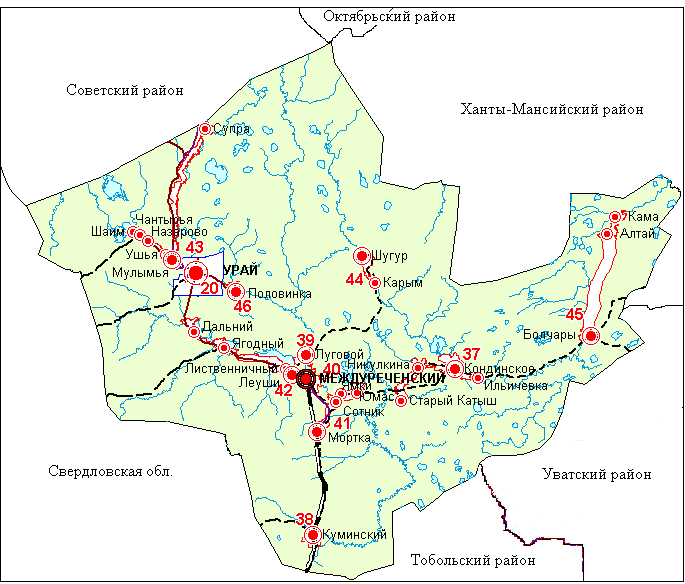 Октябрьский район
Советский район
Ханты-Мансийский район
Супра
Чантырья
Шаим
Назарово
Кама
Алтай
43
Ушья
Шугур
Мулымья
УРАЙ
20
44
Карым
Половинка
46
45
Дальний
Болчары
39
Ягодный
Луговой
37
Никулкина
Лиственничный
40
Кондинское
МЕЖДУРЕЧЕНСКИЙ
Леуши
42
Ильичевка
Юмас
Старый Катыш
Сотник
41
Мортка
Свердловская обл.
Уватский район
38
Куминский
Тобольский район